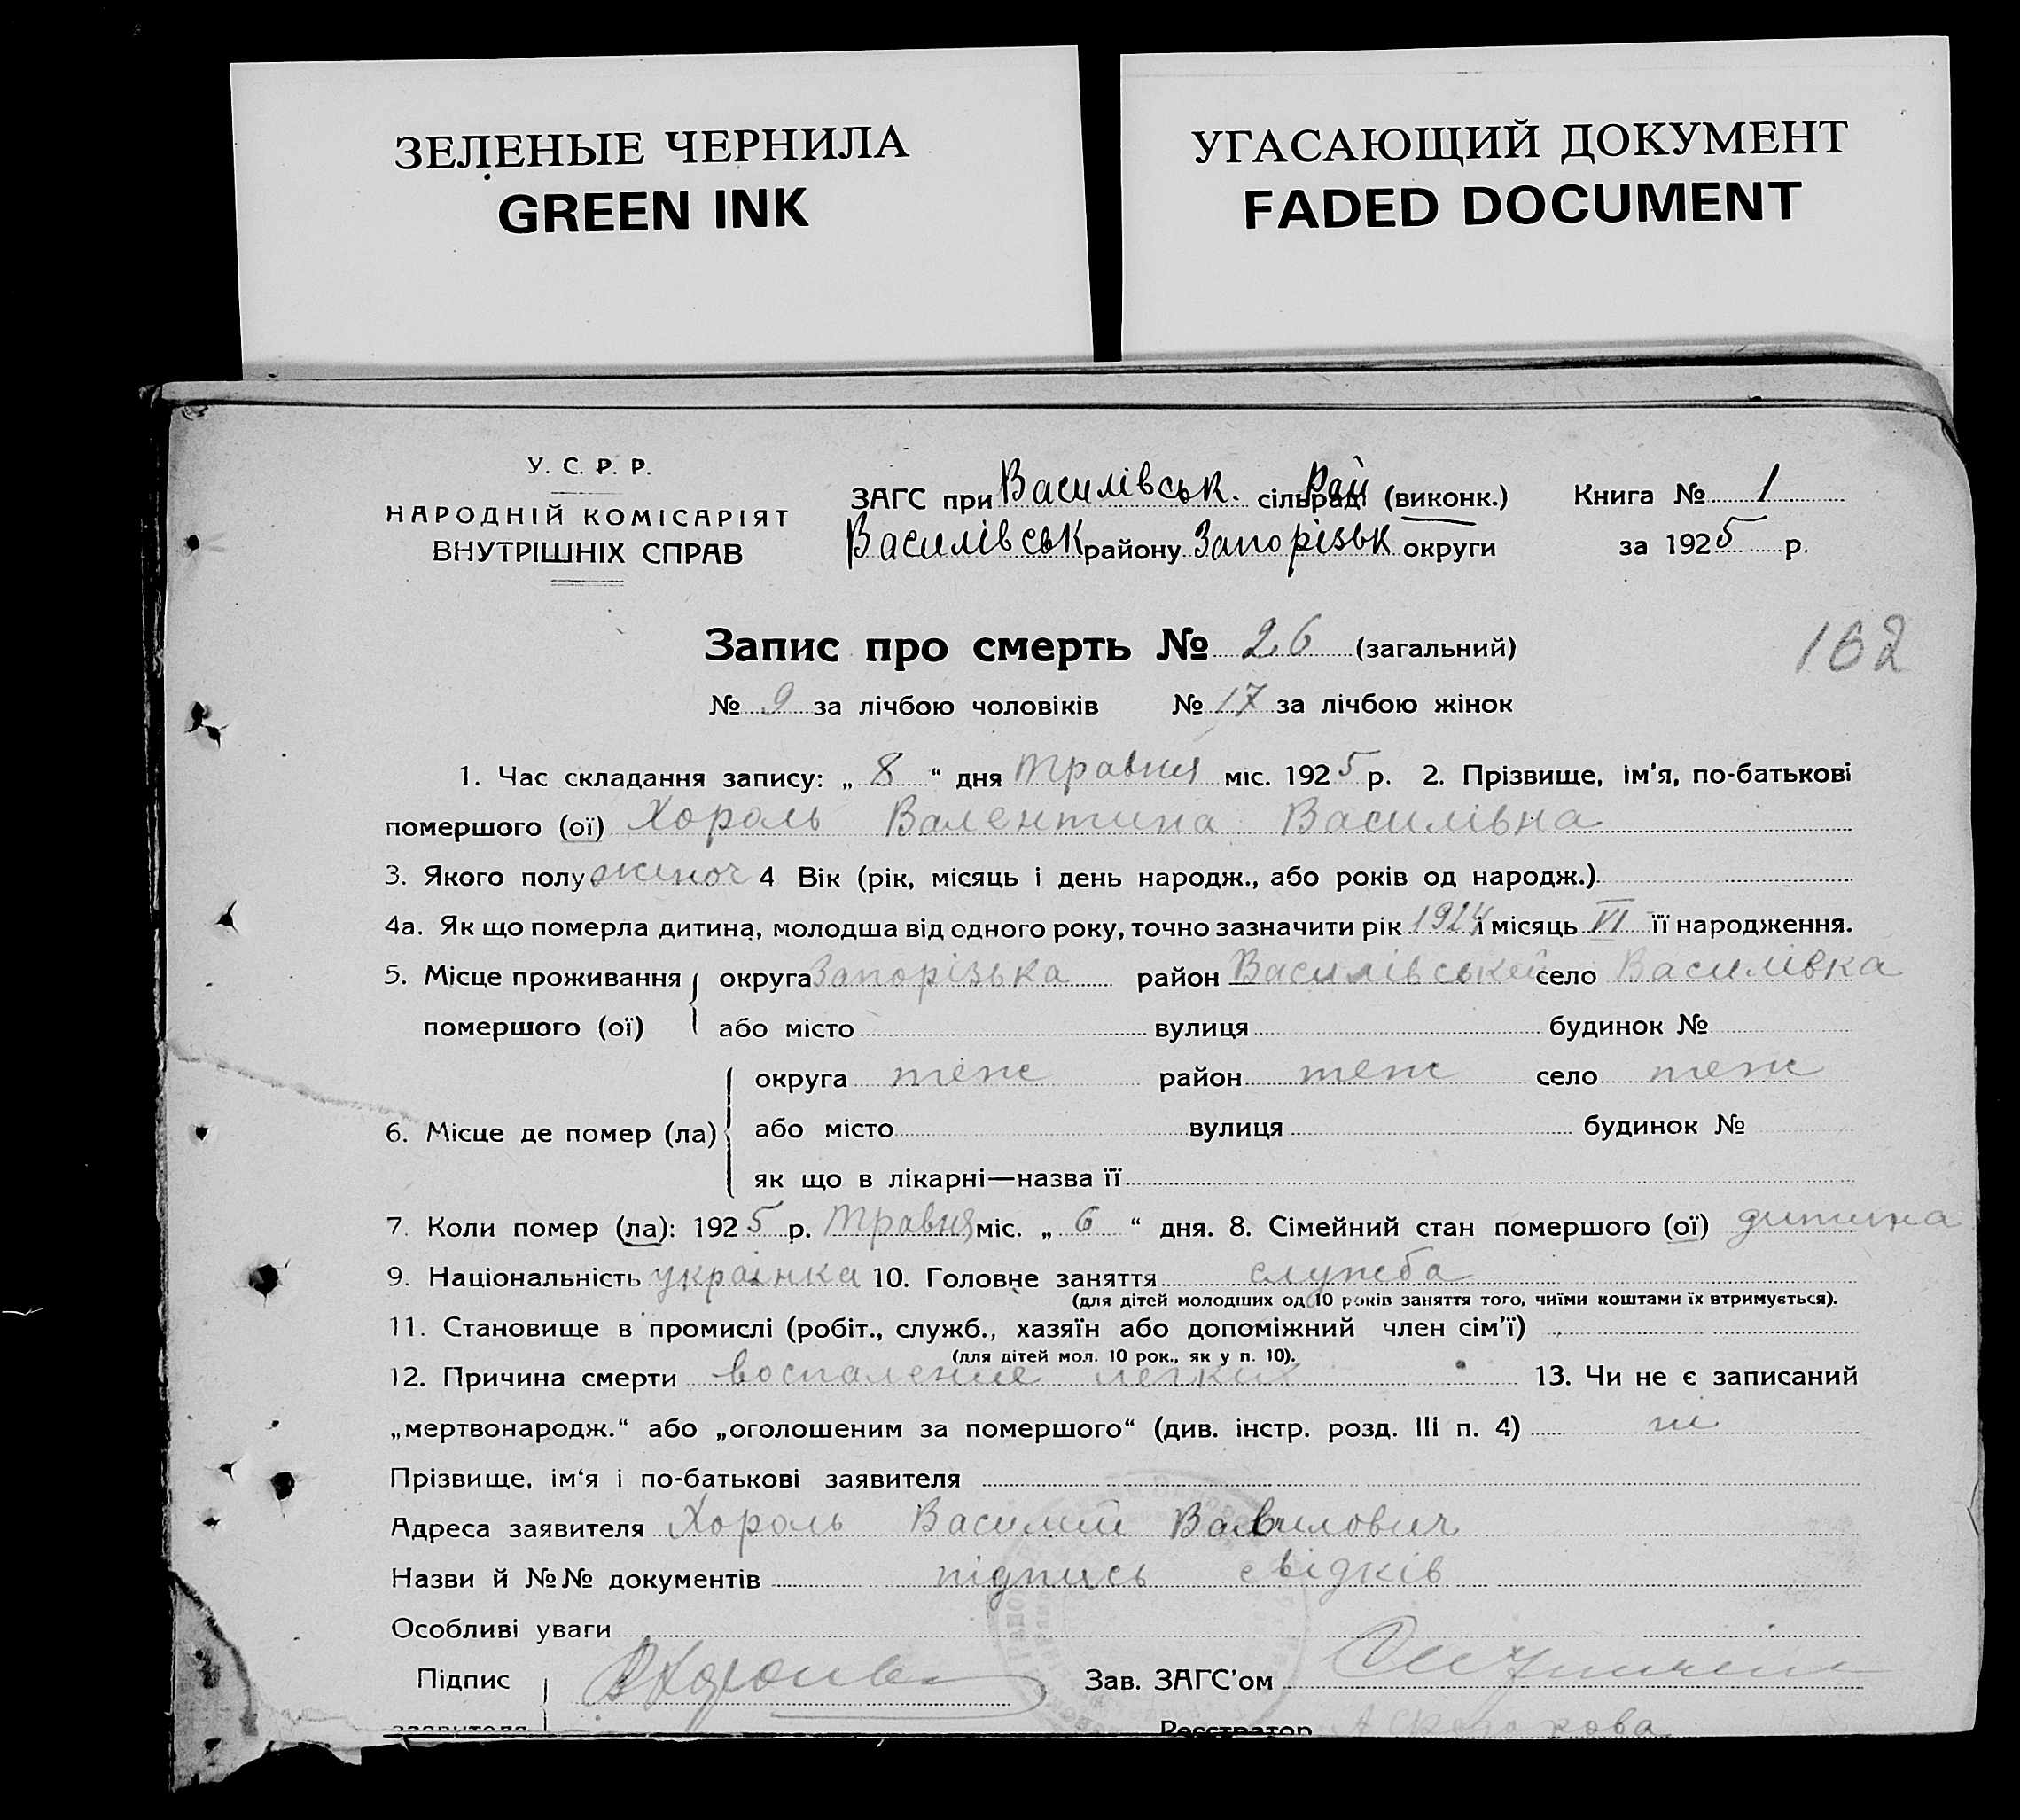 ЗЕЛЕНЫЕ ЧЕРНИЛА
GREEN INK
УГАСАЮЩИЙ ДОКУМЕНТ
FADED DOCUMENT
У. С. Р. Р.
НАРОДНІЙ КОМІСАРІЯТ
ВНУТРІШНІХ СПРАВ
ЗАГС при Василівськ. сільраді рай (виконк.)
Василівськ району Запорізьк округи
Книга № 1
за 1925 р.
Запис про смерть № 26 (загальний)
162
№ 9 за лічбою чоловіків № 17 за лічбою жінок
1. Час складання запису: „ 8 “ дня травня міс. 1925 р. 2. Прізвище, ім'я, по-батькові
помершого (ої) Хороль Валентина Василівна
3. Якого полу жіноч 4 Вік (рік, місяць і день народж., або років од народж.)
4а. Як що померла дитина, молодша від одного року, точно зазначити рік 1924 і місяць VI її народження.
5. Місце проживання округа Запорізька район Василівський село Василівка
помершого (ої) або місто вулиця будинок №
округа теж район теж село теж
6. Місце де помер (ла) або місто вулиця будинок №
як що в лікарні—назва її
7. Коли помер (ла): 1925 р. травня міс. „ 6 “ дня. 8. Сімейний стан помершого (ої) дитина
9. Національність українка 10. Головне заняття служба
(для дітей молодших од 10 років заняття того, чиїми коштами їх втримується).
11. Становище в промислі (робіт., служб., хазяїн або допоміжний член сім'ї)
(для дітей мол. 10 рок., як у п. 10).
12. Причина смерти воспаление легких 13. Чи не є записаний
„мертвонародж.“ або „оголошеним за помершого“ (див. інстр. розд. III п. 4) ні
Прізвище, ім'я і по-батькові заявителя
Адреса заявителя Хороль Василий Вавилович
Назви й №№ документів підпись свідків
Особливі уваги
Підпис ВХороль Зав. ЗАГС'ом
заявителя Реєстратор